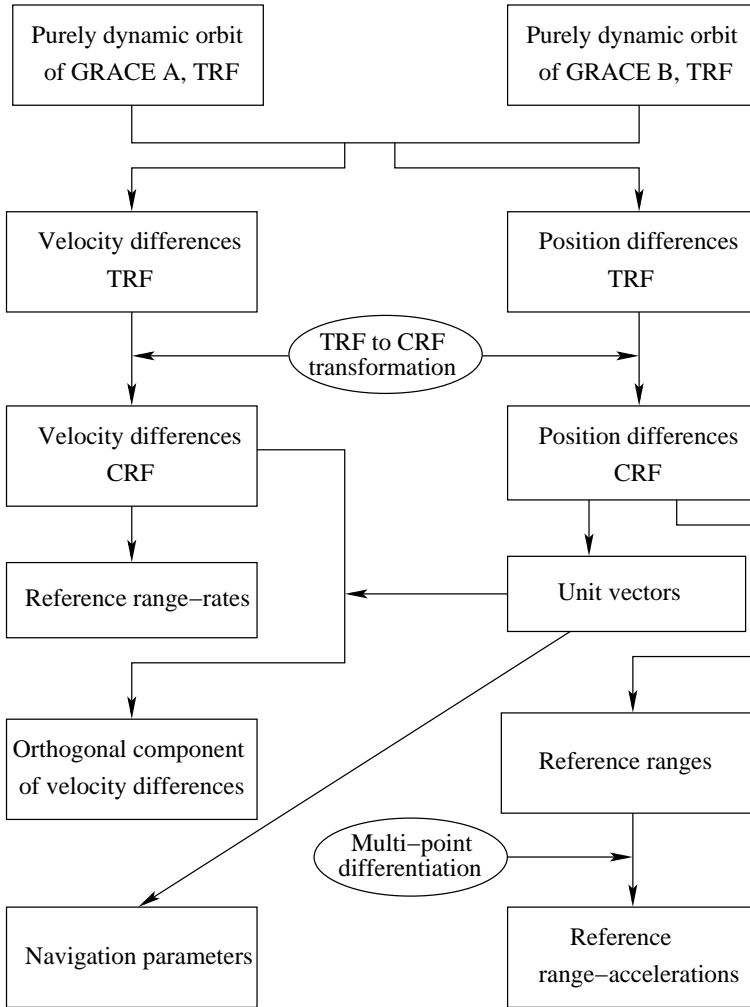 Purely dynamic orbit
of GRACE A, TRF
Purely dynamic orbit
of GRACE B, TRF
Velocity differences
TRF
Position differences
TRF
TRF to CRF
transformation
Velocity differences
CRF
Position differences
CRF
Reference range−rates
Unit vectors
Orthogonal component
of velocity differences
Reference ranges
Multi−point
differentiation
Navigation parameters
Reference
range−accelerations